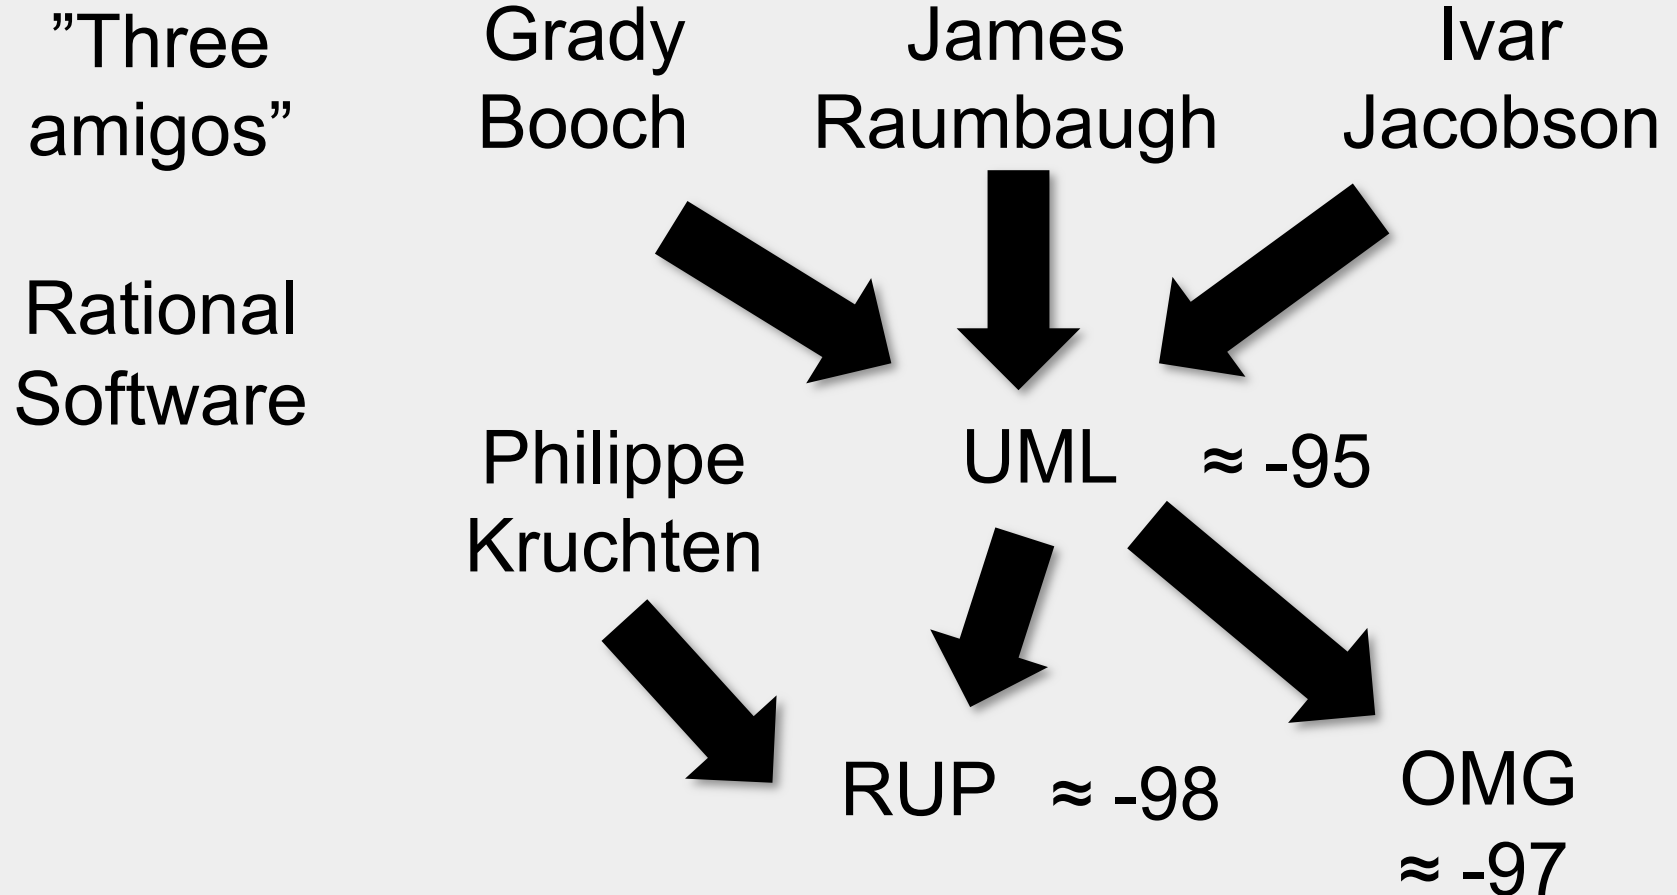 ”Three
amigos”
Grady
Booch
James
Raumbaugh
Ivar
Jacobson
Rational
Software
Philippe
Kruchten
UML
≈ -95
RUP
≈ -98
OMG
≈ -97